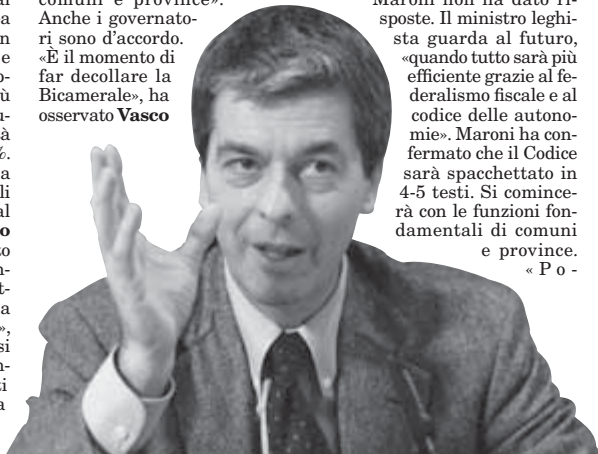 comuni e province».
Anche i governato-
ri sono d'accordo.
«È il momento di
far decollare la
Bicamerale», ha
osservato Vasco
Maroni non ha dato ri-
sposte. Il ministro leghi-
sta guarda al futuro,
«quando tutto sarà più
efficiente grazie al fe-
deralismo fiscale e al
codice delle autono-
mie». Maroni ha con-
fermato che il Codice
sarà spacchettato in
4-5 testi. Si comince-
rà con le funzioni fon-
damentali di comuni
e province.
«Po-